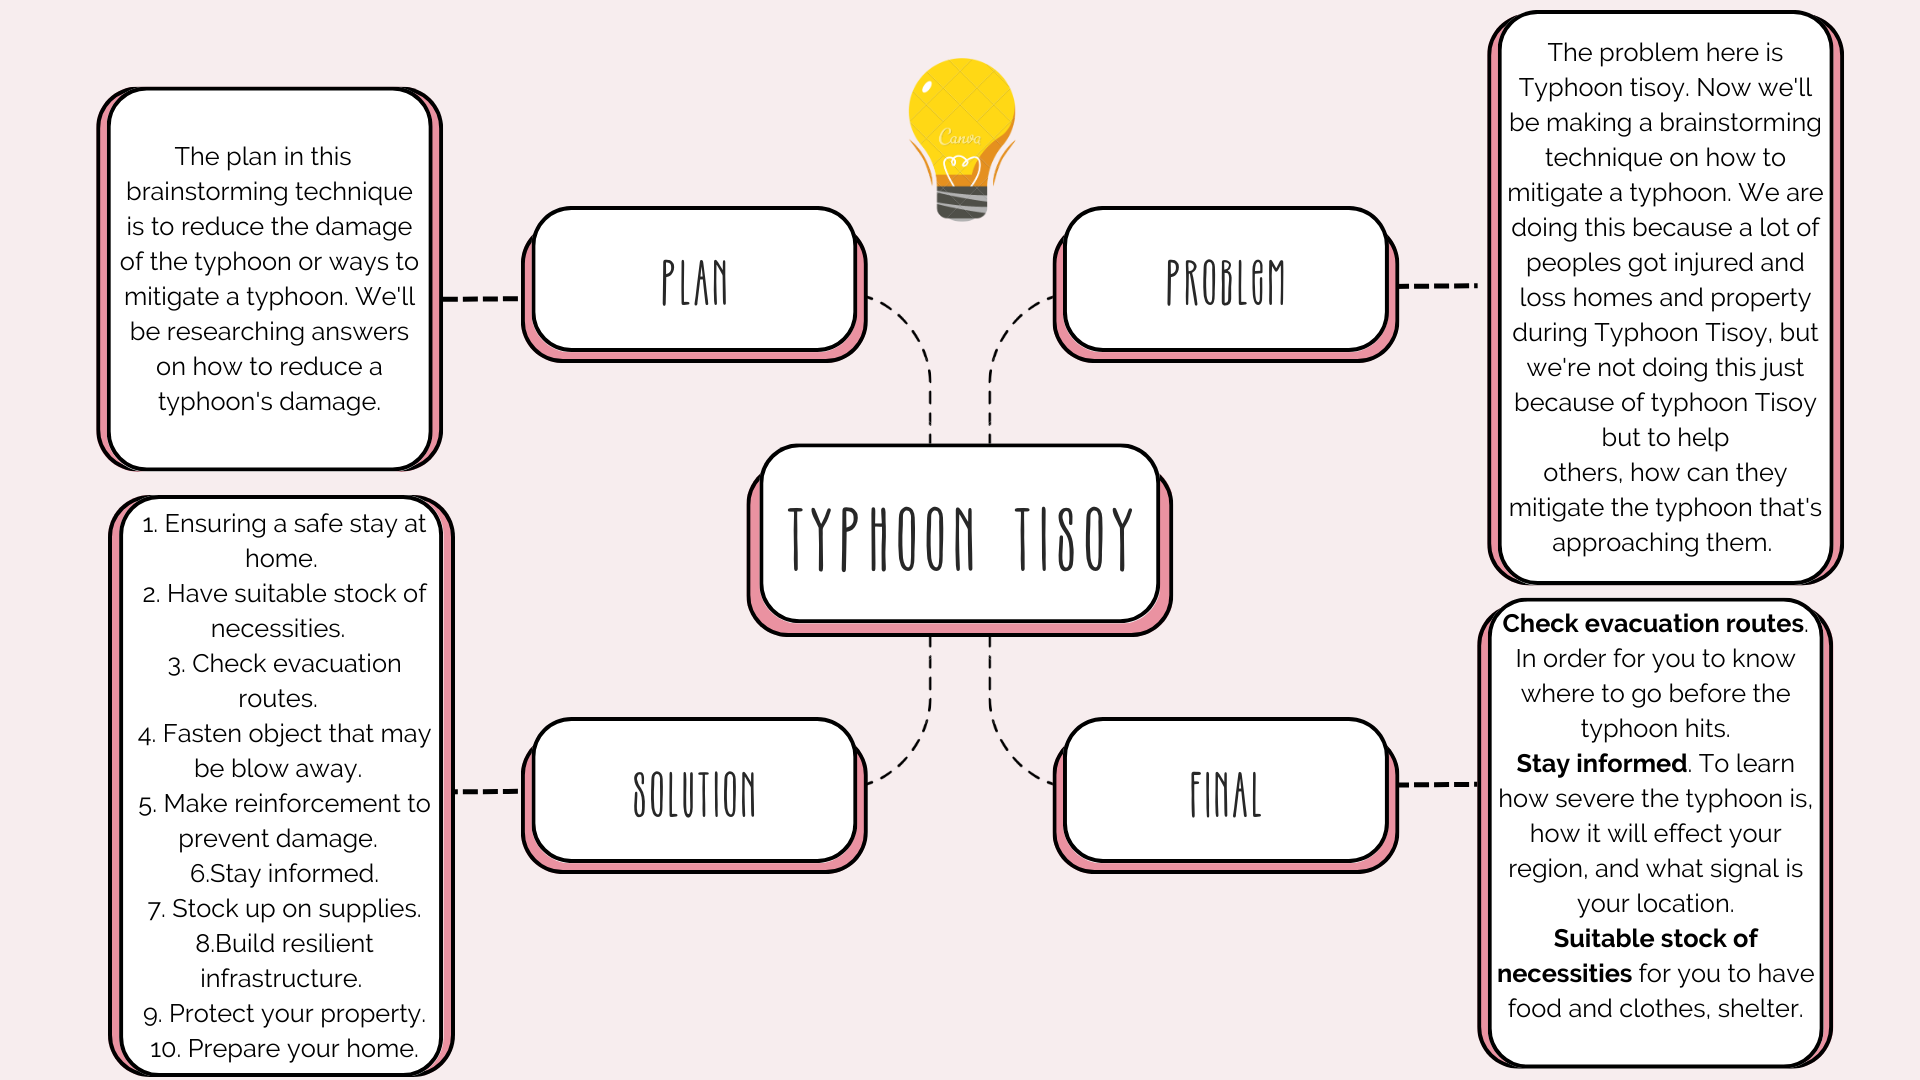 The plan in this
brainstorming technique
is to reduce the damage
of the typhoon or ways to
mitigate a typhoon. We'll
be researching answers
on how to reduce a
typhoon's damage.
PLAN
Canva
PROBLEM
The problem here is
Typhoon tisoy. Now we'll
be making a brainstorming
technique on how to
mitigate a typhoon. We are
doing this because a lot of
peoples got injured and
loss homes and property
during Typhoon Tisoy, but
we're not doing this just
because of typhoon Tisoy
but to help
others, how can they
mitigate the typhoon that's
approaching them.
TYPHOON TISOY
1. Ensuring a safe stay at
home.
2. Have suitable stock of
necessities.
3. Check evacuation
routes.
4. Fasten object that may
be blow away.
5. Make reinforcement to
prevent damage.
6.Stay informed.
7. Stock up on supplies.
8.Build resilient
infrastructure.
9. Protect your property.
10. Prepare your home.
SOLUTION
FINAL
Check evacuation routes.
In order for you to know
where to go before the
typhoon hits.
Stay informed. To learn
how severe the typhoon is,
how it will effect your
region, and what signal is
your location.
Suitable stock of
necessities for you to have
food and clothes, shelter.